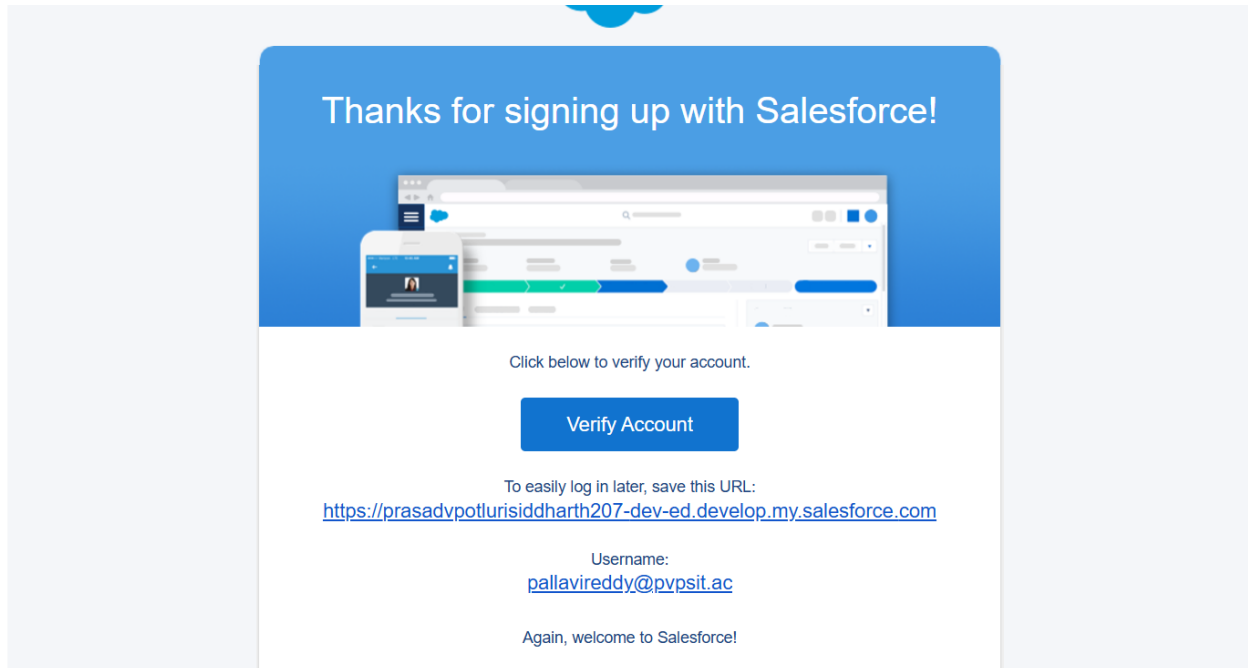 Thanks for signing up with Salesforce!
Click below to verify your account.
Verify Account
To easily log in later, save this URL:
https://prasadvpotlurisiddharth207-dev-ed.develop.my.salesforce.com
Username:
pallavireddy@pvpsit.ac
Again, welcome to Salesforce!